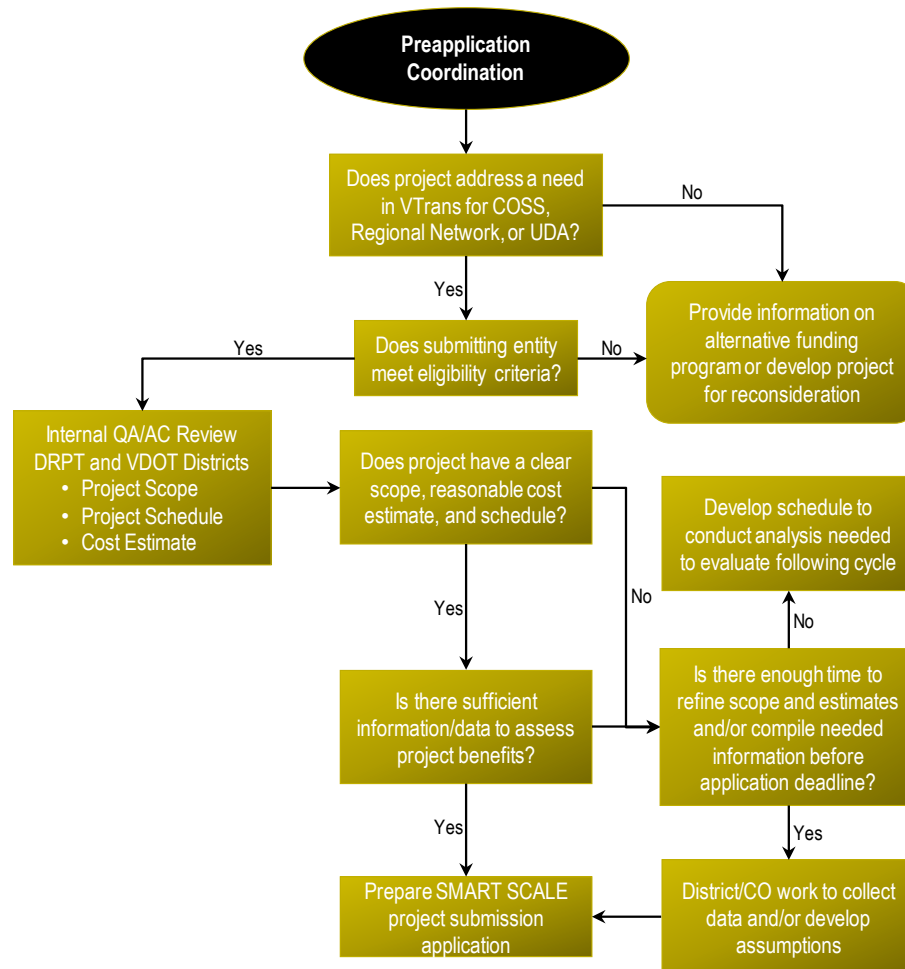 Preapplication
Coordination
Does project address a need
in VTrans for COSS,
Regional Network, or UDA?
No
Yes
Provide information on
alternative funding
program or develop project
for reconsideration
Does submitting entity
meet eligibility criteria?
No
Yes
Internal QA/AC Review
DRPT and VDOT Districts
• Project Scope
• Project Schedule
• Cost Estimate
Does project have a clear
scope, reasonable cost
estimate, and schedule?
Develop schedule to
conduct analysis needed
to evaluate following cycle
Yes
No
No
Is there sufficient
information/data to assess
project benefits?
Is there enough time to
refine scope and estimates
and/or compile needed
information before
application deadline?
Yes
Yes
Prepare SMART SCALE
project submission
application
District/CO work to collect
data and/or develop
assumptions